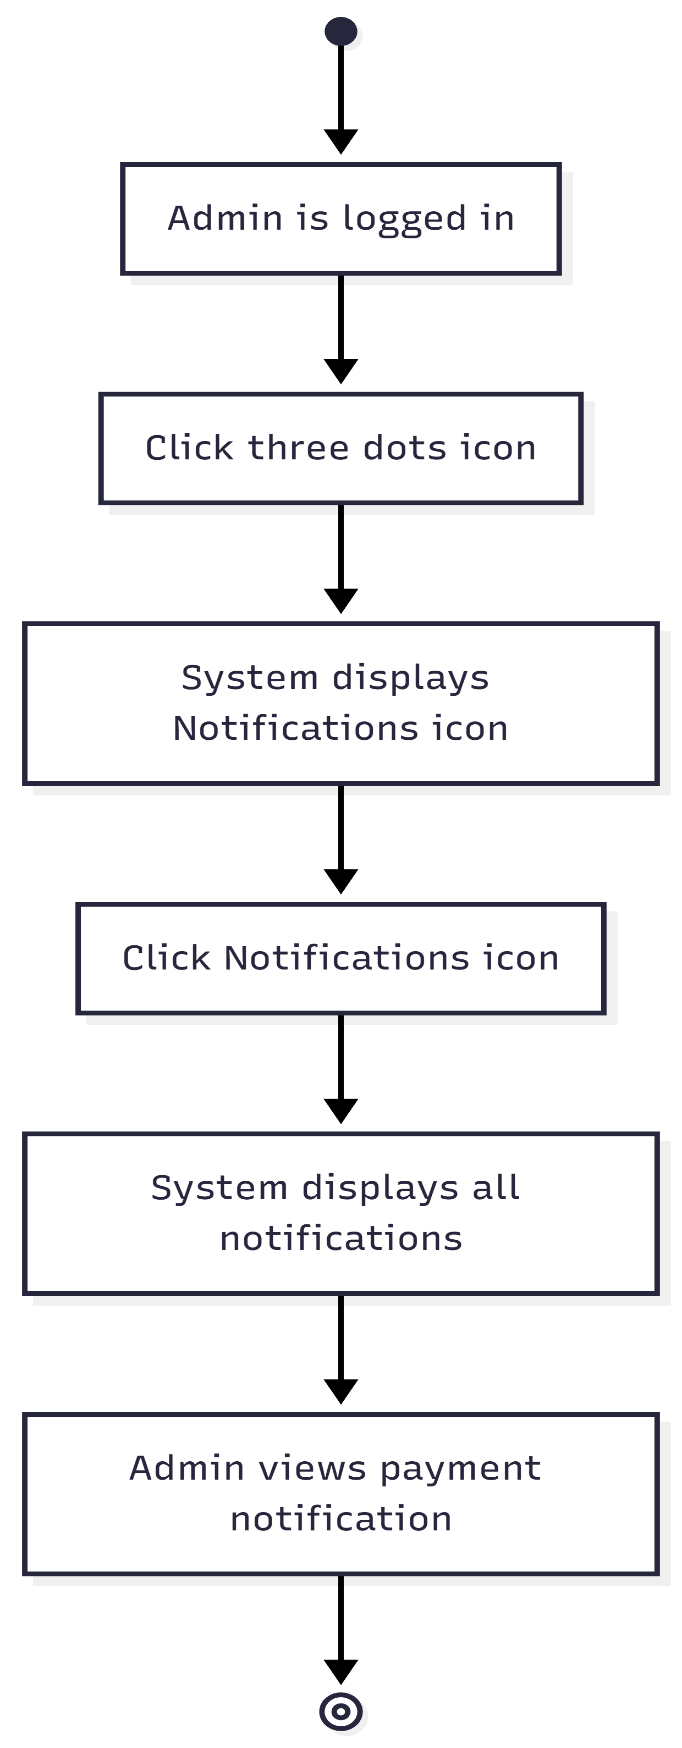 Admin is logged in
Click three dots icon
System displays
Notifications icon
Click Notifications icon
System displays all
notifications
Admin views payment
notification